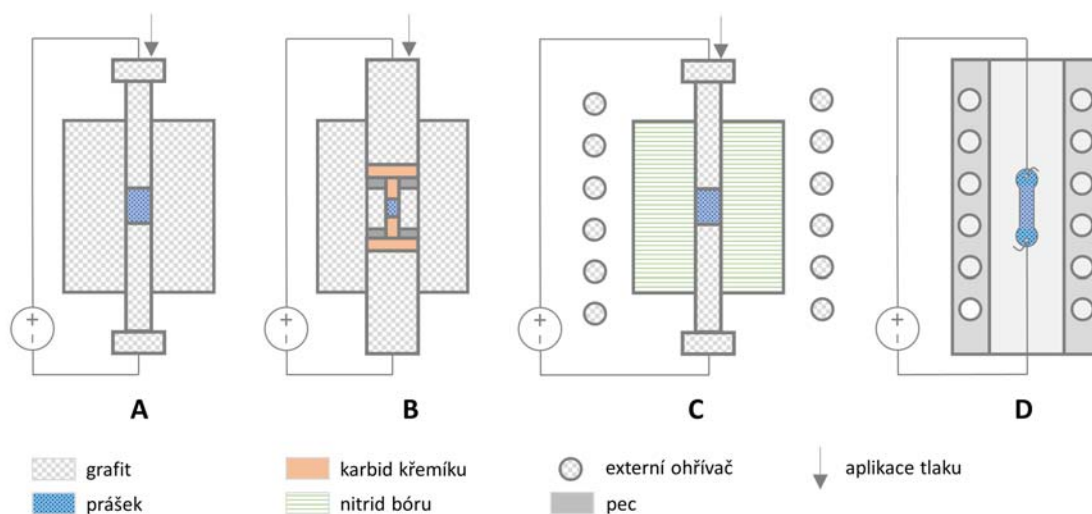 +
-
+
-
+
-
+
-
A B C D
grafit karbid křemíku externí ohřívač aplikace tlaku
prášek nitrid bóru pec